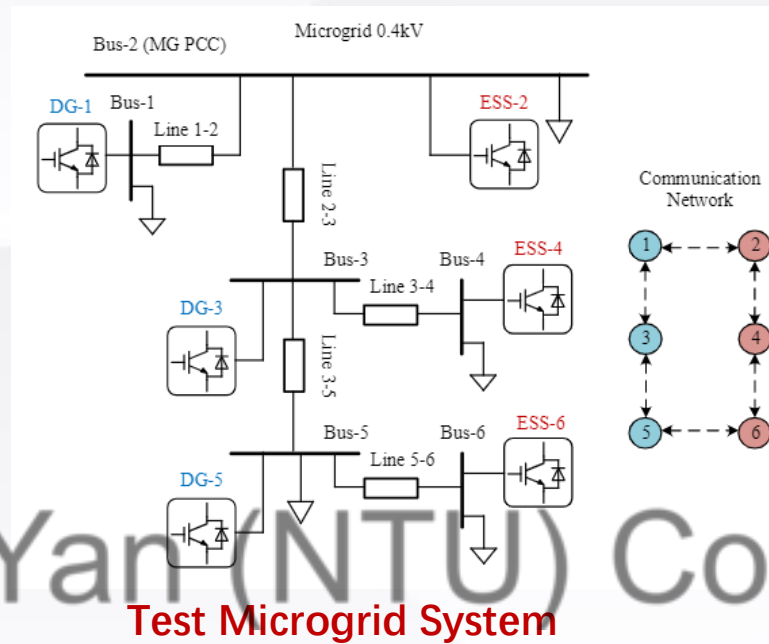 Microgrid 0.4kV
Bus-2 (MG PCC)
DG-1
Bus-1
Line 1-2
ESS-2
Line 2-3
Communication
Network
1
2
3
4
5
6
Bus-3
Bus-4
ESS-4
Line 3-4
DG-3
Line 3-5
Bus-5
Bus-6
ESS-6
Line 5-6
DG-5
Yan (NTU) Co
Test Microgrid System